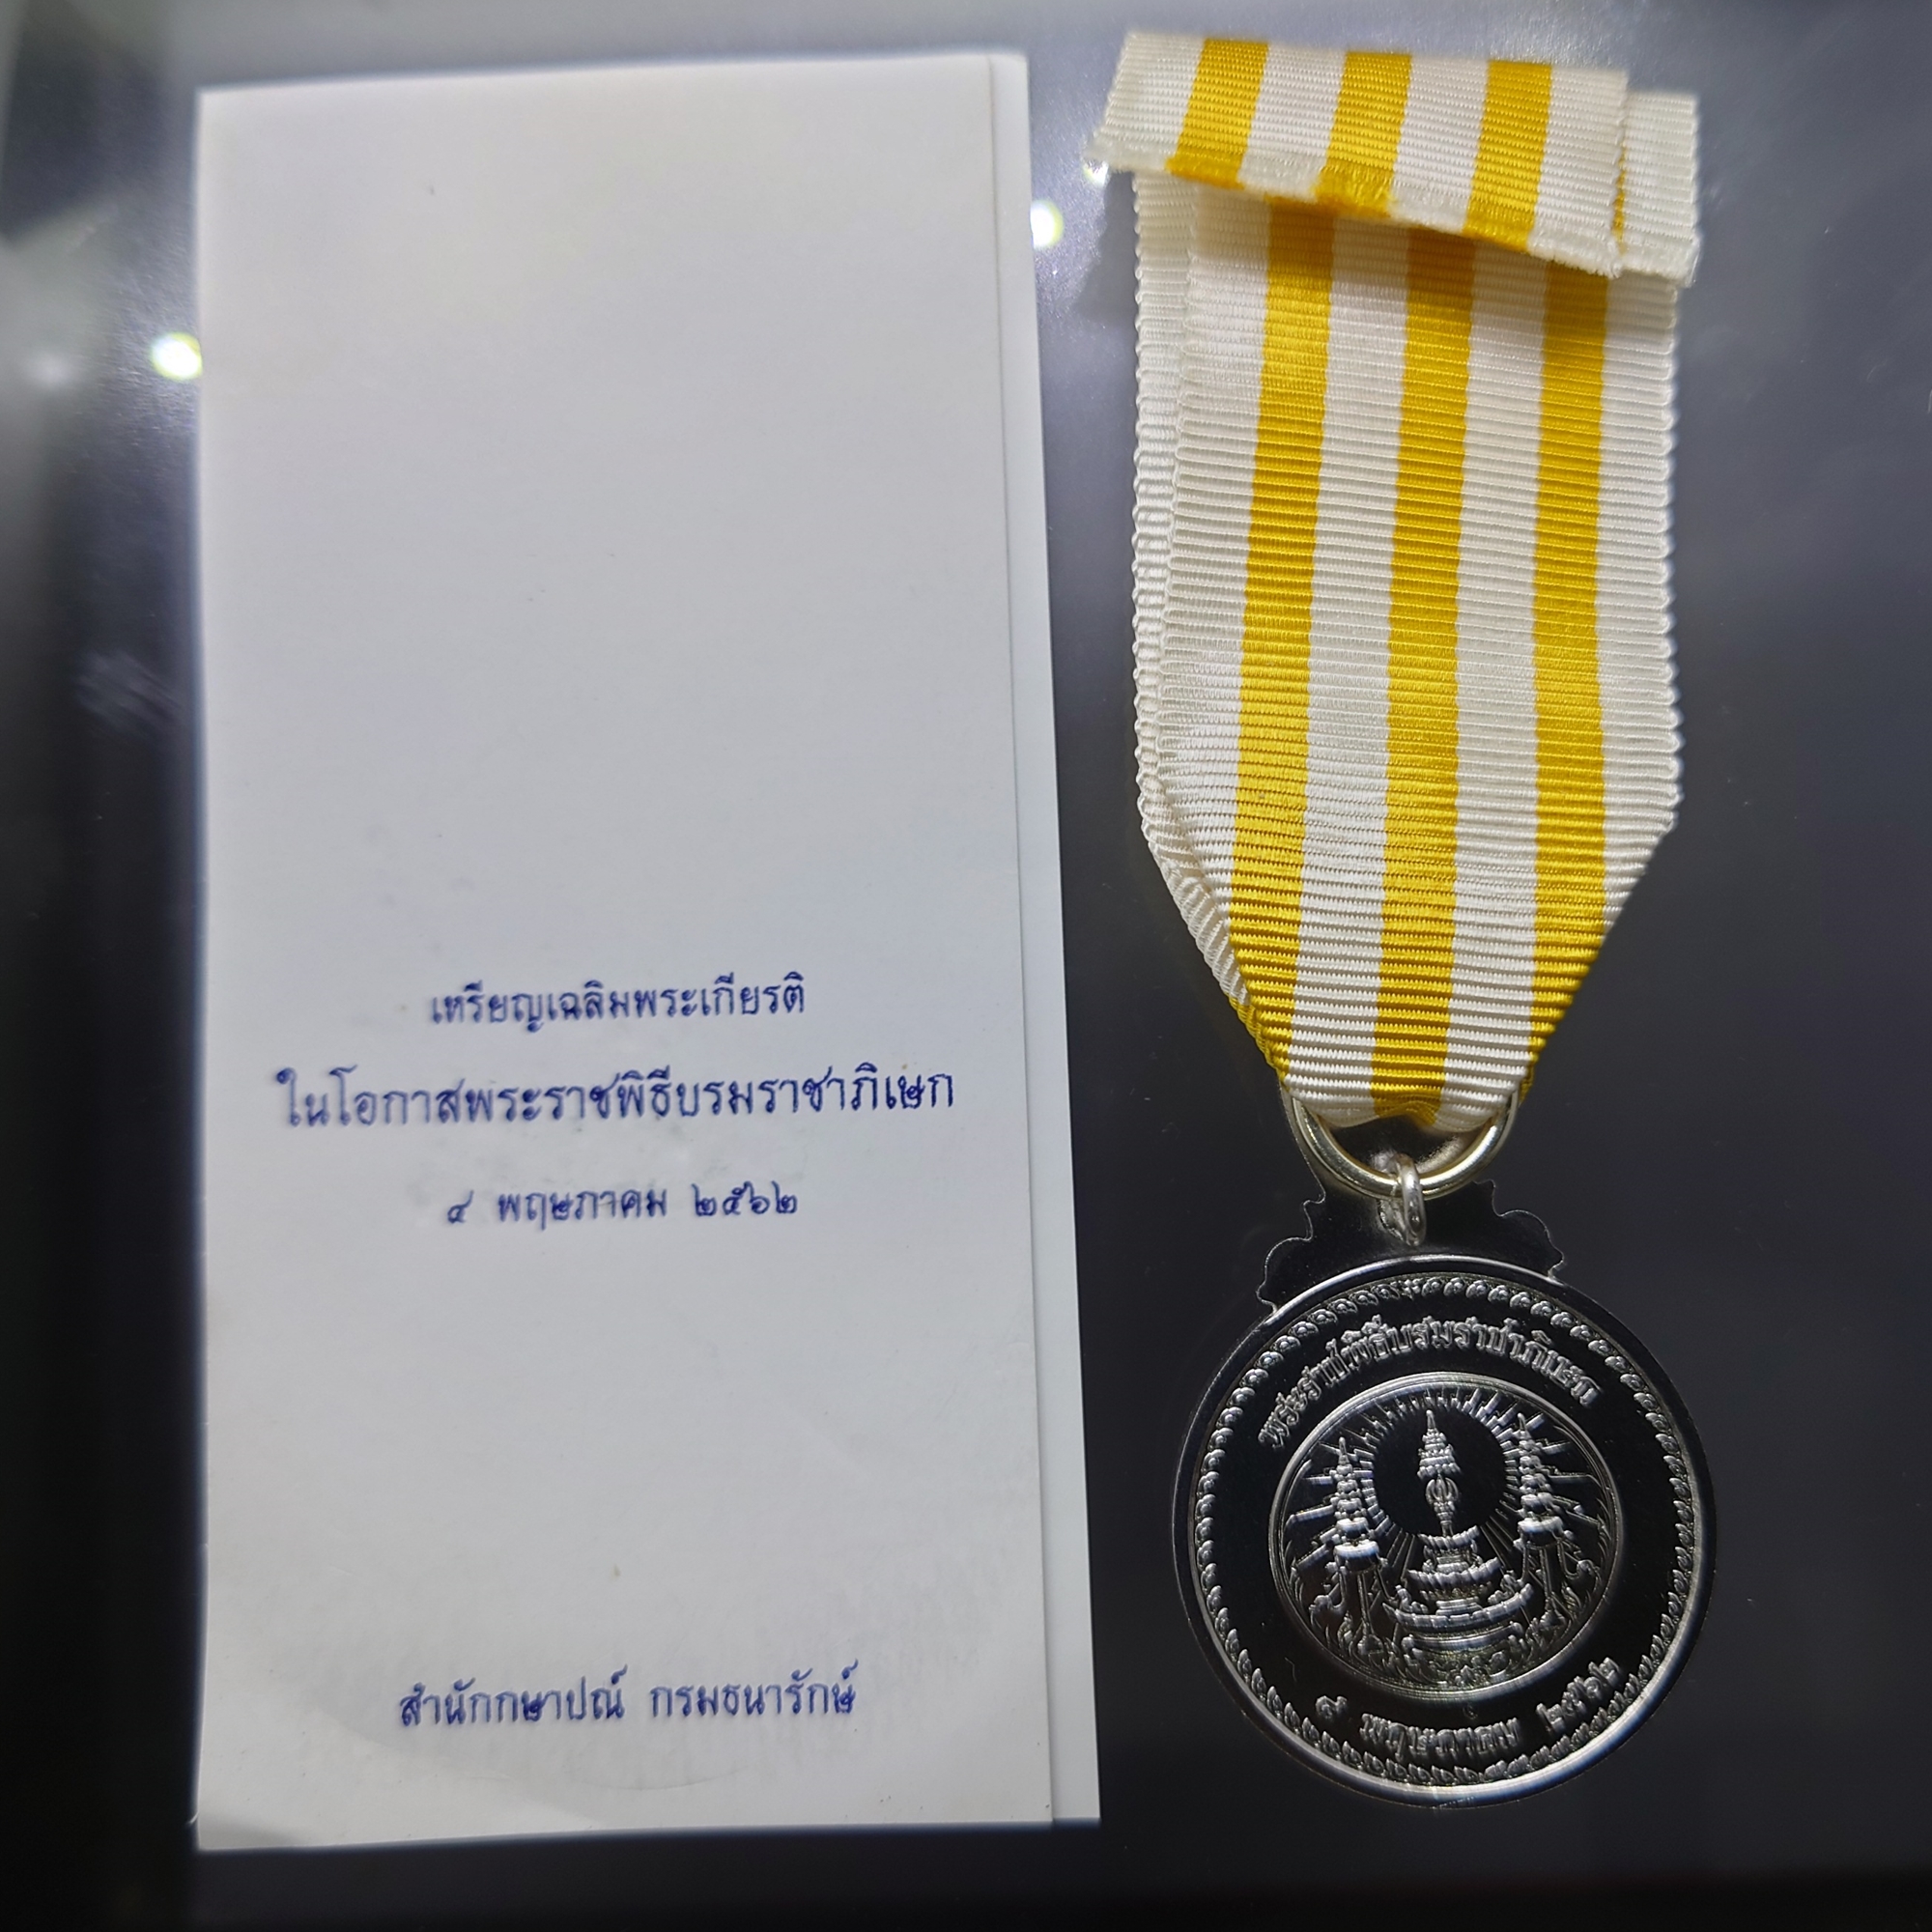 เหรียญเฉลิมพระเกียรติ
ในโอกาสพระราชพิธีบรมราชาภิเษก
๔ พฤษภาคม ๒๕๖๒
สำนักกษาปณ์ กรมธนารักษ์
พระราชพิธีบรมราชาภิเษก
๔ พฤษภาคม ๒๕๖๒